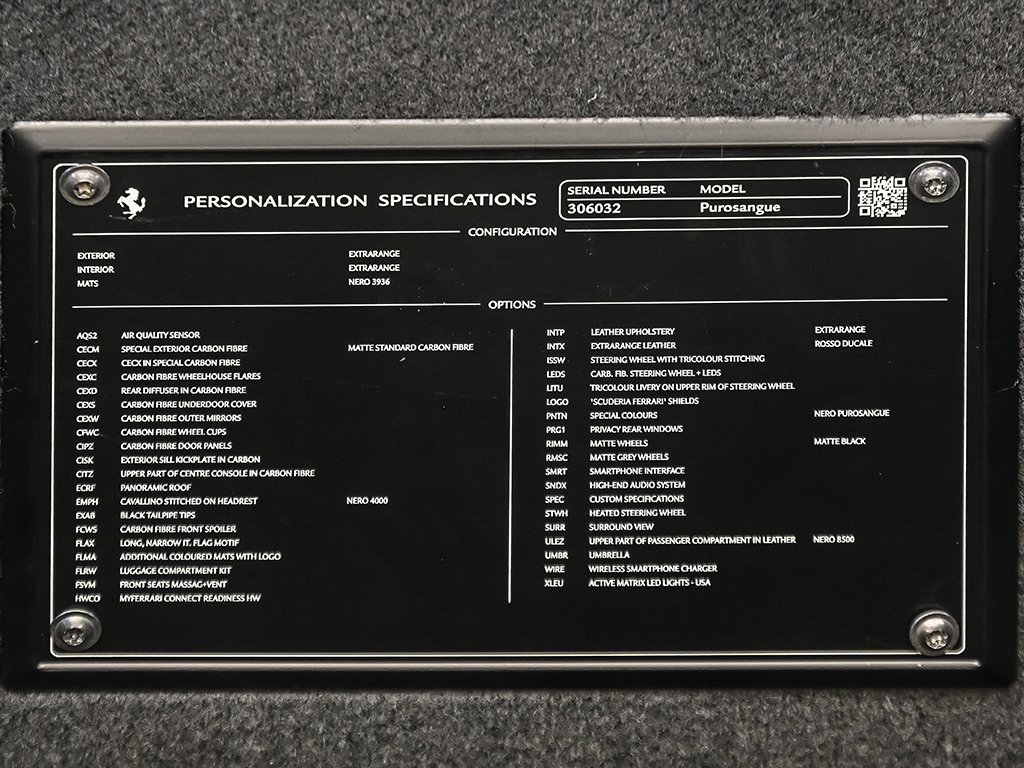 PERSONALIZATION SPECIFICATIONS
SERIAL NUMBER MODEL
306032 Purosangue
CONFIGURATION
EXTERIOR EXTRARANGE
INTERIOR EXTRARANGE
MATS NERO 3936
OPTIONS
AQS2 AIR QUALITY SENSOR
CECM SPECIAL EXTERIOR CARBON FIBRE MATTE STANDARD CARBON FIBRE
CECX CECX IN SPECIAL CARBON FIBRE
CEXC CARBON FIBRE WHEELHOUSE FLARES
CEXD REAR DIFFUSER IN CARBON FIBRE
CEXS CARBON FIBRE UNDERDOOR COVER
CEXW CARBON FIBRE OUTER MIRRORS
CFWC CARBON FIBRE WHEEL CUPS
CIPZ CARBON FIBRE DOOR PANELS
CISK EXTERIOR SILL KICKPLATE IN CARBON
CITZ UPPER PART OF CENTRE CONSOLE IN CARBON FIBRE
ECRF PANORAMIC ROOF
EMPH CAVALLINO STITCHED ON HEADREST NERO 4000
EXAB BLACK TAILPIPE TIPS
FCWS CARBON FIBRE FRONT SPOILER
FLAX LONG, NARROW IT. FLAG MOTIF
FLMA ADDITIONAL COLOURED MATS WITH LOGO
FLRW LUGGAGE COMPARTMENT KIT
FSVM FRONT SEATS MASSAG+VENT
HWCO MYFERRARI CONNECT READINESS HW
INTP LEATHER UPHOLSTERY EXTRARANGE
INTX EXTRARANGE LEATHER ROSSO DUCALE
ISSW STEERING WHEEL WITH TRICOLOUR STITCHING
LEDS CARB. FIB. STEERING WHEEL + LEDS
LITU TRICOLOUR LIVERY ON UPPER RIM OF STEERING WHEEL
LOGO 'SCUDERIA FERRARI' SHIELDS
PNTN SPECIAL COLOURS NERO PUROSANGUE
PRG1 PRIVACY REAR WINDOWS
RIMM MATTE WHEELS MATTE BLACK
RMSC MATTE GREY WHEELS
SMRT SMARTPHONE INTERFACE
SNDX HIGH-END AUDIO SYSTEM
SPEC CUSTOM SPECIFICATIONS
STWH HEATED STEERING WHEEL
SURR SURROUND VIEW
ULEZ UPPER PART OF PASSENGER COMPARTMENT IN LEATHER NERO 8500
UMBR UMBRELLA
WIRE WIRELESS SMARTPHONE CHARGER
XLEU ACTIVE MATRIX LED LIGHTS - USA